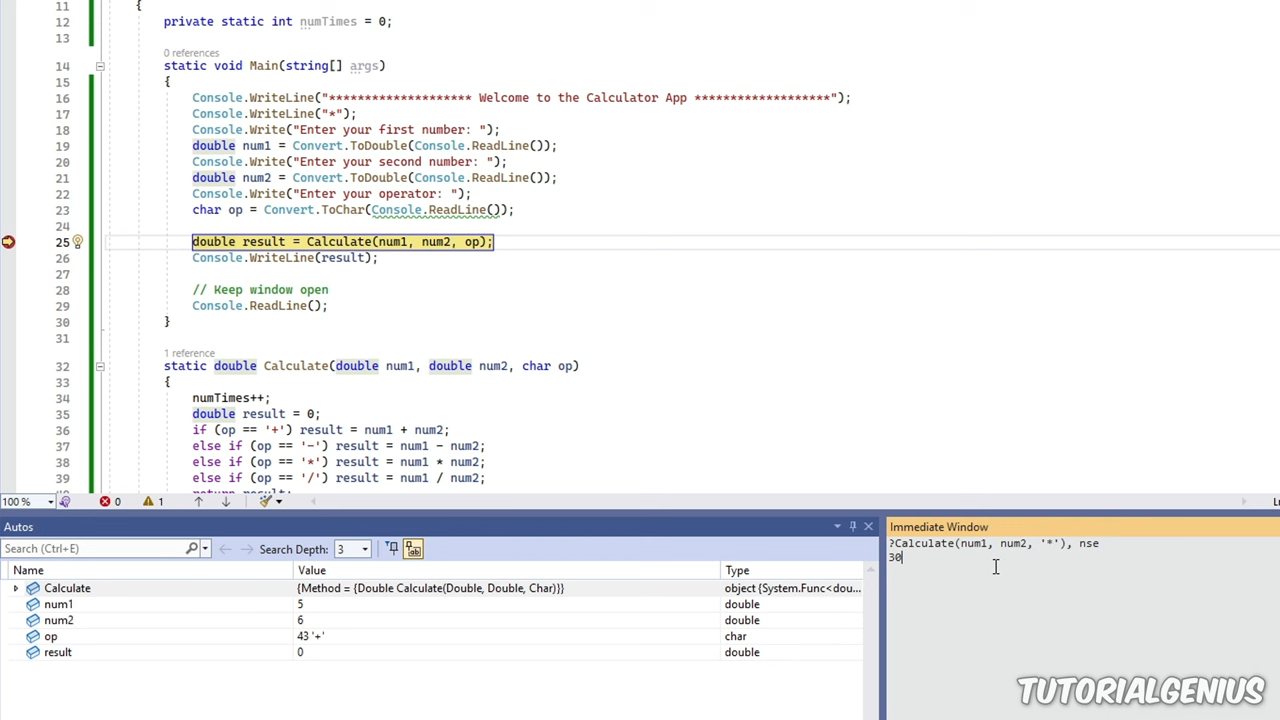 11 {
12 private static int numTimes = 0;
13
0 references
14 static void Main(string[] args)
15 {
16 Console.WriteLine("******************** Welcome to the Calculator App *******************");
17 Console.WriteLine("*");
18 Console.Write("Enter your first number: ");
19 double num1 = Convert.ToDouble(Console.ReadLine());
20 Console.Write("Enter your second number: ");
21 double num2 = Convert.ToDouble(Console.ReadLine());
22 Console.Write("Enter your operator: ");
23 char op = Convert.ToChar(Console.ReadLine());
24
25 double result = Calculate(num1, num2, op);
26 Console.WriteLine(result);
27
28 // Keep window open
29 Console.ReadLine();
30 }
31
1 reference
32 static double Calculate(double num1, double num2, char op)
33 {
34 numTimes++;
35 double result = 0;
36 if (op == '+') result = num1 + num2;
37 else if (op == '-') result = num1 - num2;
38 else if (op == '*') result = num1 * num2;
39 else if (op == '/') result = num1 / num2;
return result;
100 % 0 1
Autos
Search (Ctrl+E) Search Depth: 3
Name Value Type
Calculate {Method = {Double Calculate(Double, Double, Char)}} object {System.Func<dou...
num1 5 double
num2 6 double
op 43 '+' char
result 0 double
Immediate Window
?Calculate(num1, num2, '*'), nse
30
TUTORIALGENIUS